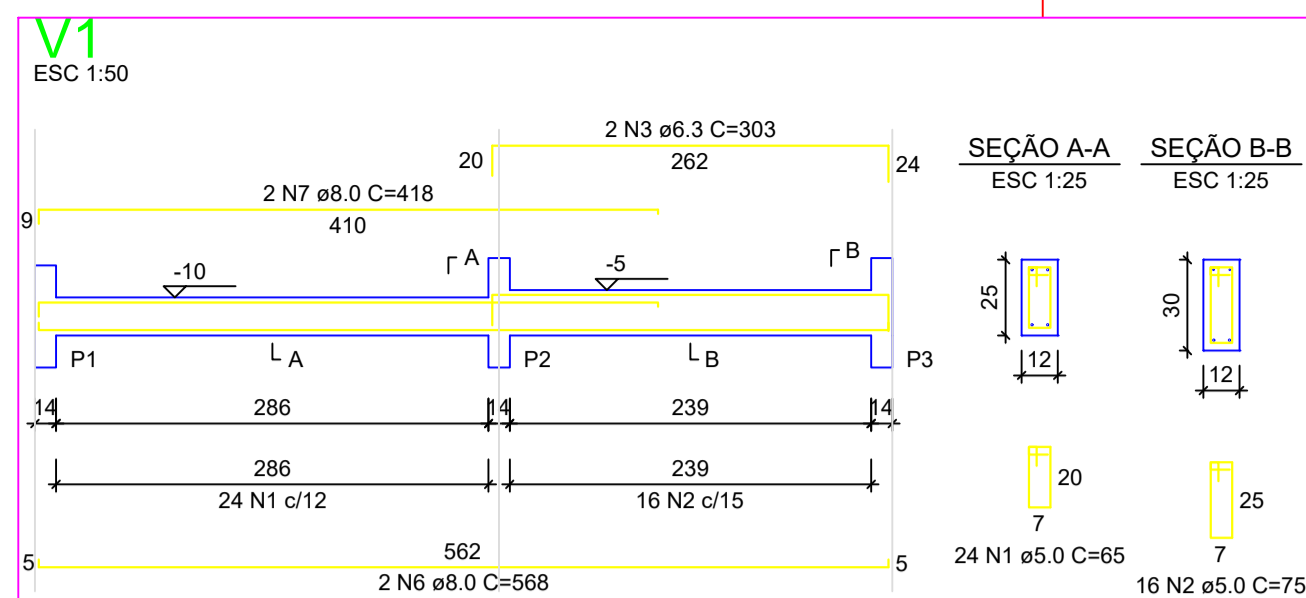 V1
ESC 1:50
2 N3 ø6.3 C=303
20
262
24
SEÇÃO A-A
ESC 1:25
SEÇÃO B-B
ESC 1:25
2 N7 ø8.0 C=418
9
410
A
B
-10
-5
P1
A
P2
B
P3
14
286
14
239
14
286
24 N1 c/12
239
16 N2 c/15
5
562
5
2 N6 ø8.0 C=568
25
12
30
12
20
7
24 N1 ø5.0 C=65
25
7
16 N2 ø5.0 C=75